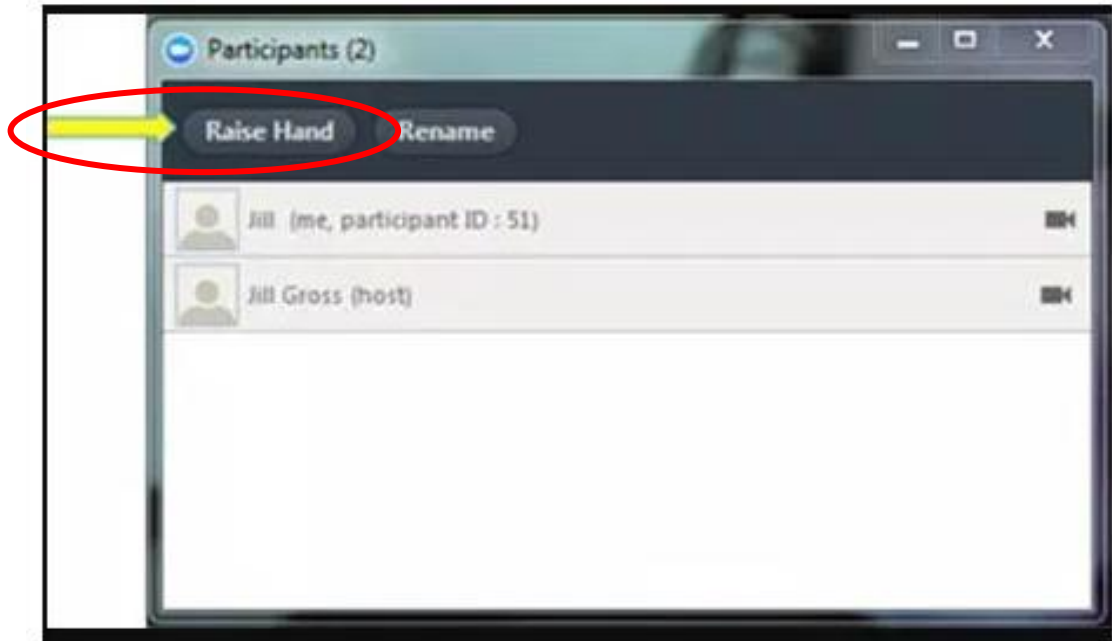 Participants (2)
Raise Hand Rename
Jill (me, participant ID : 51)
Jill Gross (host)